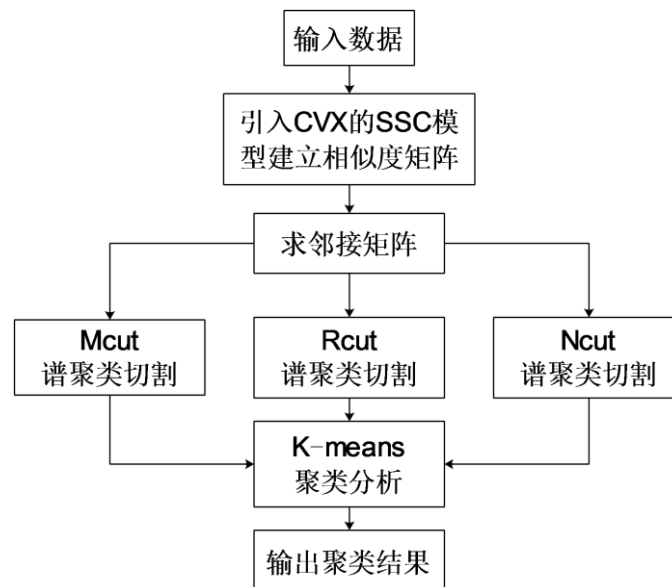 输入数据
引入CVX的SSC模
型建立相似度矩阵
求邻接矩阵
Mcut
谱聚类切割
Rcut
谱聚类切割
Ncut
谱聚类切割
K-means
聚类分析
输出聚类结果